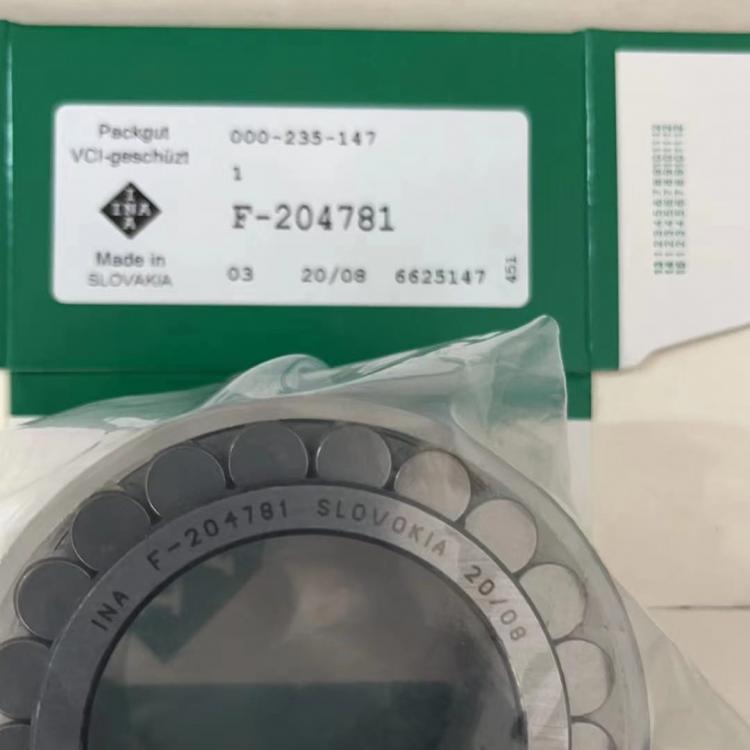 Packgut
VCI-geschüzt
000-235-147
1
I
INA
A
F-204781
Made in
SLOVAKIA
03 20/08 6625147
451
INA F-204781 SLOVOKIA 20/08